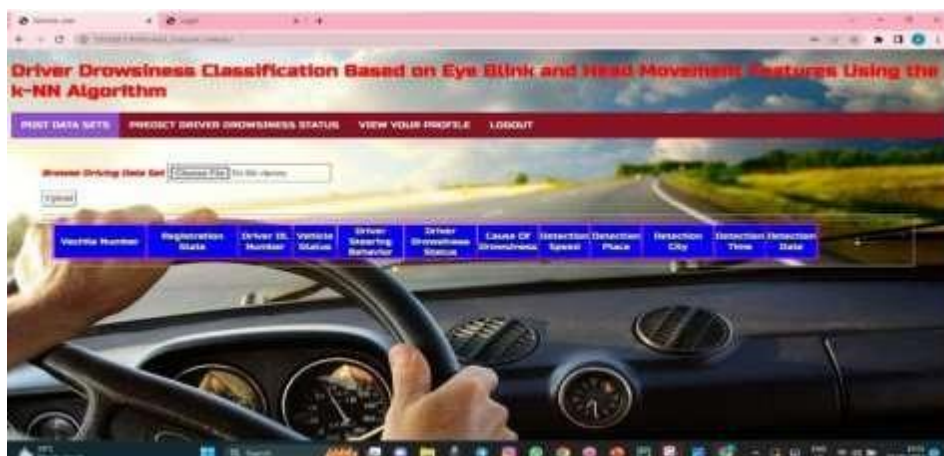 Driver Drowsiness Classification Based on Eye Blink and Head Movement Features Using the
k-NN Algorithm
POST DATA SETS PREDICT DRIVER DROWSINESS STATUS VIEW YOUR PROFILE LOGOUT
Browse Driving Data Set Choose File No file chosen
Upload
Vechile Number Registration State Driver DL Number Vehicle Status Driver Steering Behavior Driver Drowsiness Status Cause Of Drowsiness Detection Speed Detection Place Detection City Detection Time Detection Date